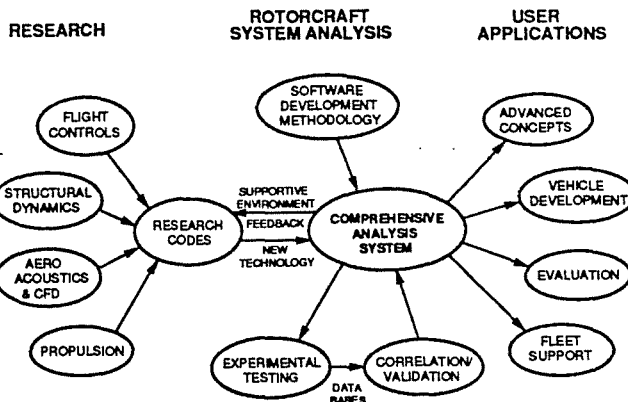 RESEARCH
ROTORCRAFT
SYSTEM ANALYSIS
USER
APPLICATIONS
FLIGHT
CONTROLS
STRUCTURAL
DYNAMICS
AERO
ACOUSTICS
& CFD
PROPULSION
RESEARCH
CODES
SUPPORTIVE
ENVIRONMENT
FEEDBACK
NEW
TECHNOLOGY
SOFTWARE
DEVELOPMENT
METHODOLOGY
COMPREHENSIVE
ANALYSIS
SYSTEM
EXPERIMENTAL
TESTING
DATA
BASES
CORRELATION/
VALIDATION
ADVANCED
CONCEPTS
VEHICLE
DEVELOPMENT
EVALUATION
FLEET
SUPPORT